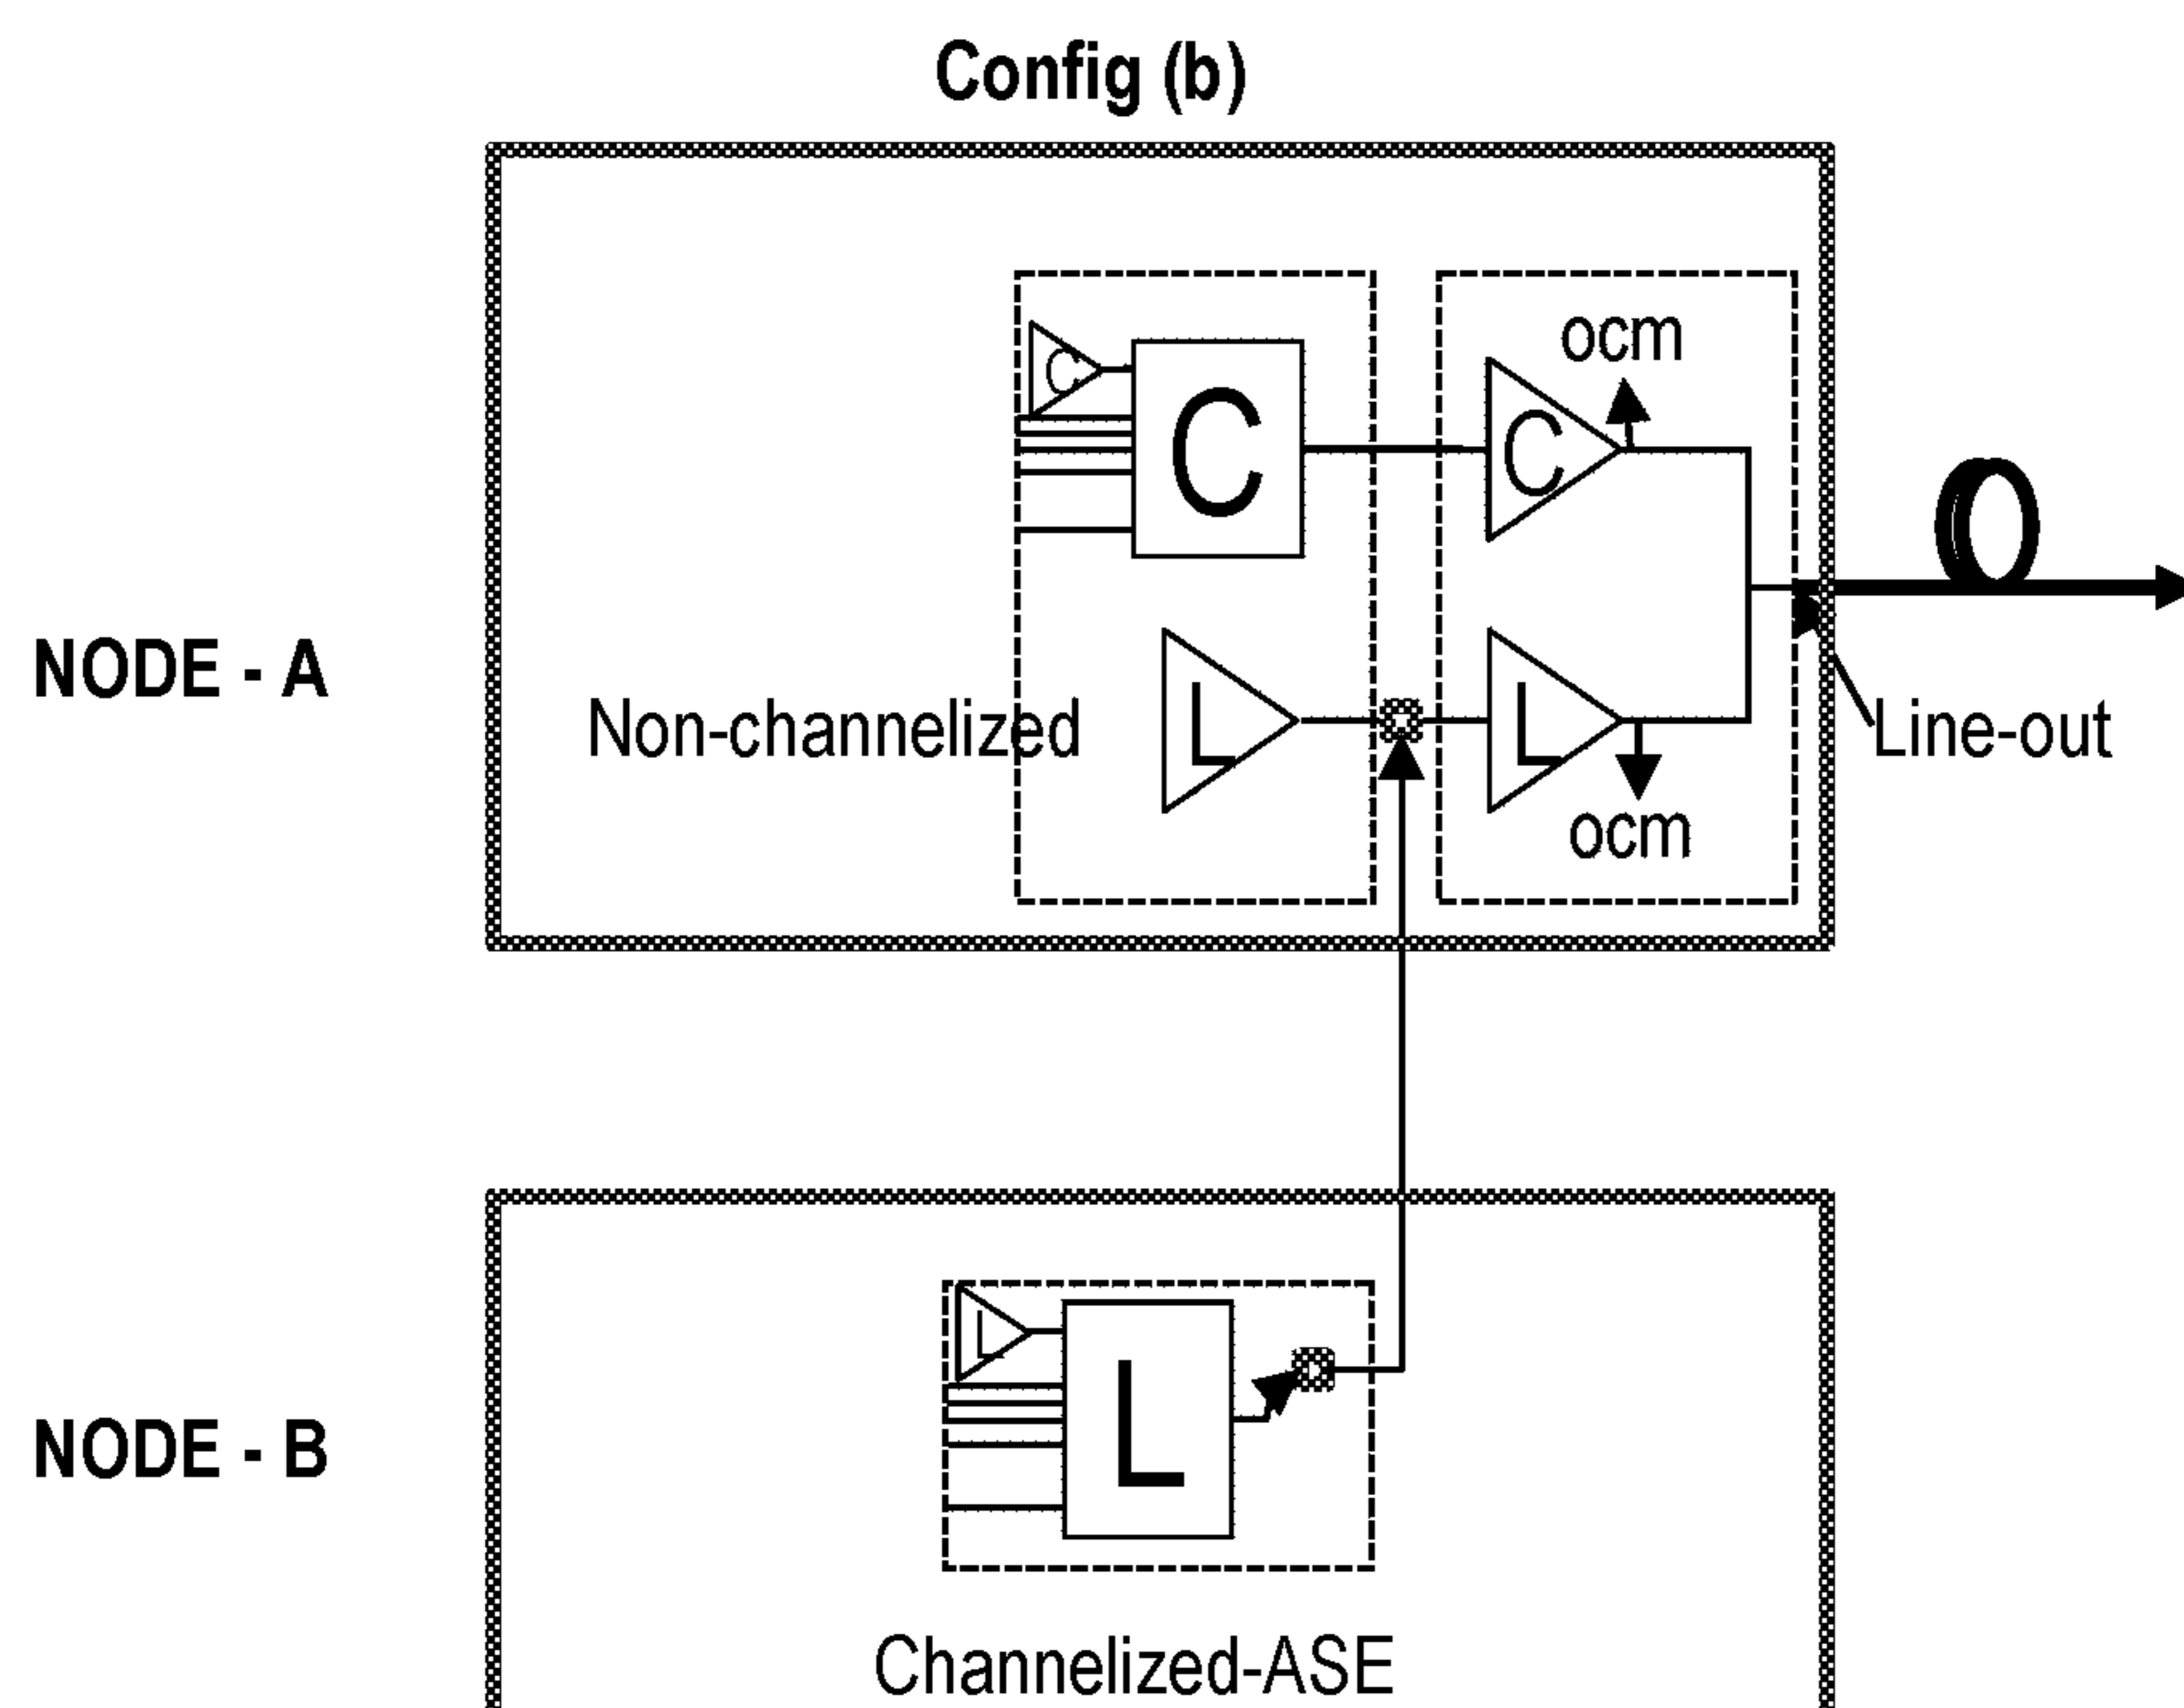 Config (b)
C
C
C
ocm
NODE - A
Non-channelized
L
L
Line-out
ocm
L
L
NODE - B
Channelized-ASE